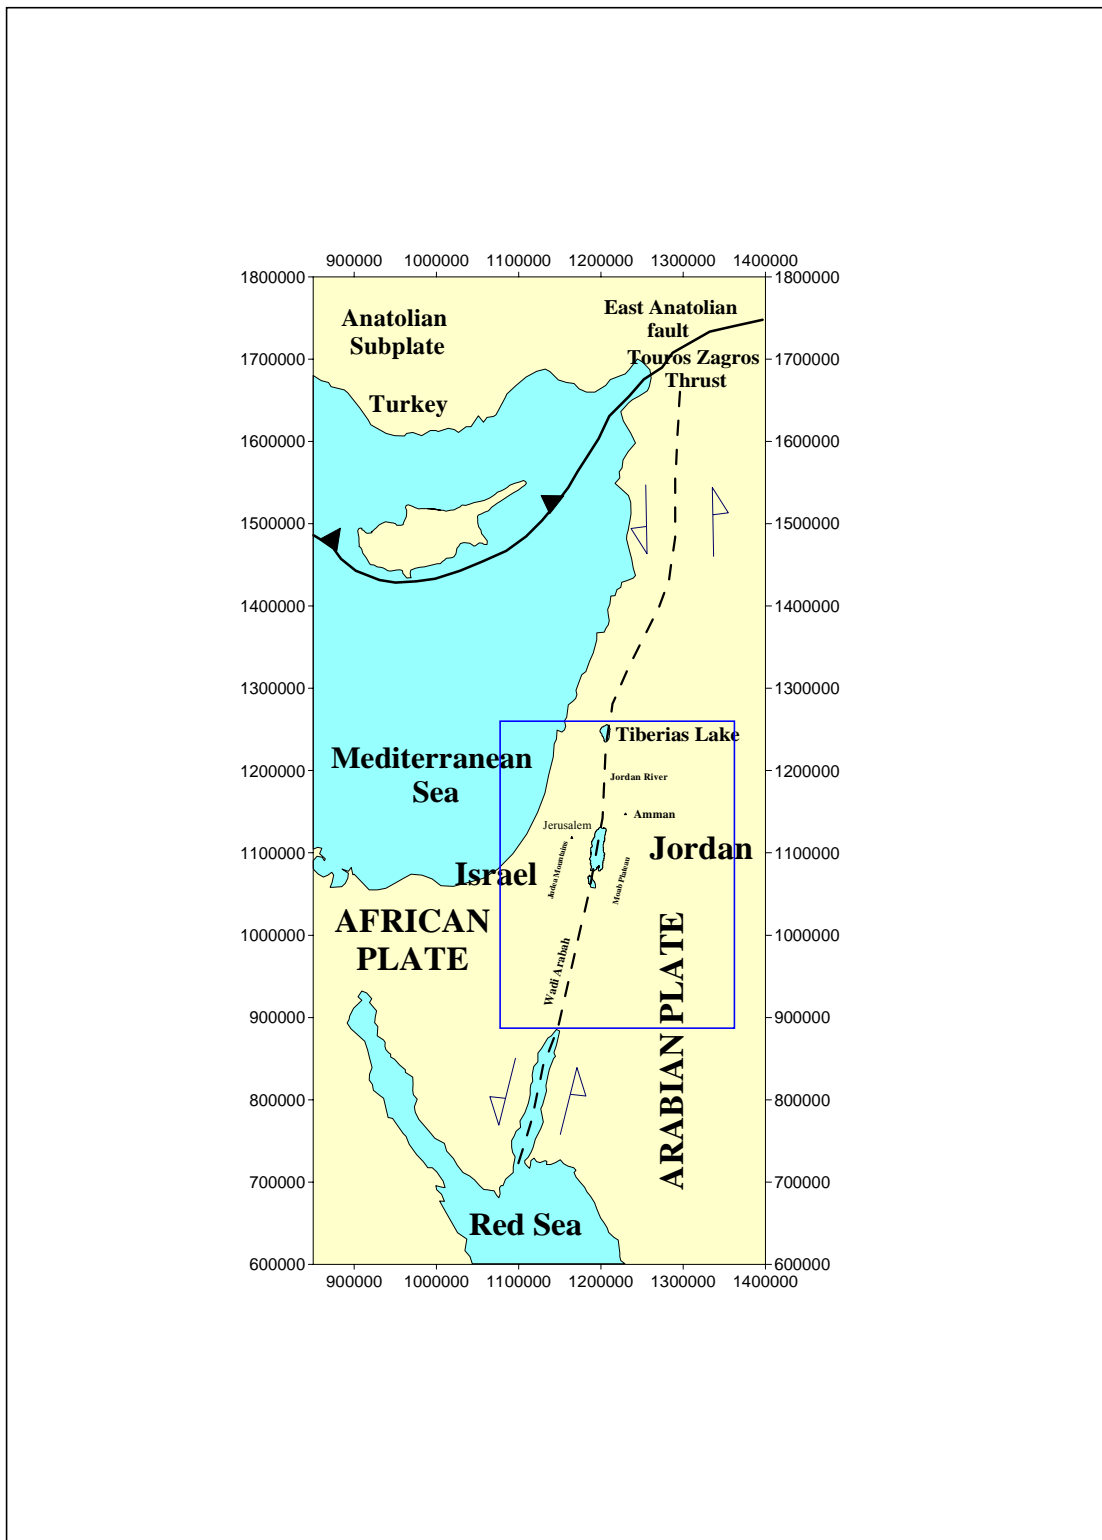 900000 1000000 1100000 1200000 1300000 1400000
1800000 1800000
East Anatolian
fault
Anatolian
Subplate
1700000 1700000
Touros Zagros
Thrust
Turkey
1600000 1600000
1500000 1500000
1400000 1400000
1300000 1300000
Tiberias Lake
Mediterranean
Sea
1200000 1200000
Jordan River
Amman
Jerusalem
Jordan
1100000 1100000
Israel
Judea Mountains
Moab Plateau
AFRICAN
PLATE
1000000 1000000
Wadi Arabah
ARABIAN PLATE
900000 900000
800000 800000
700000 700000
Red Sea
600000 600000
900000 1000000 1100000 1200000 1300000 1400000